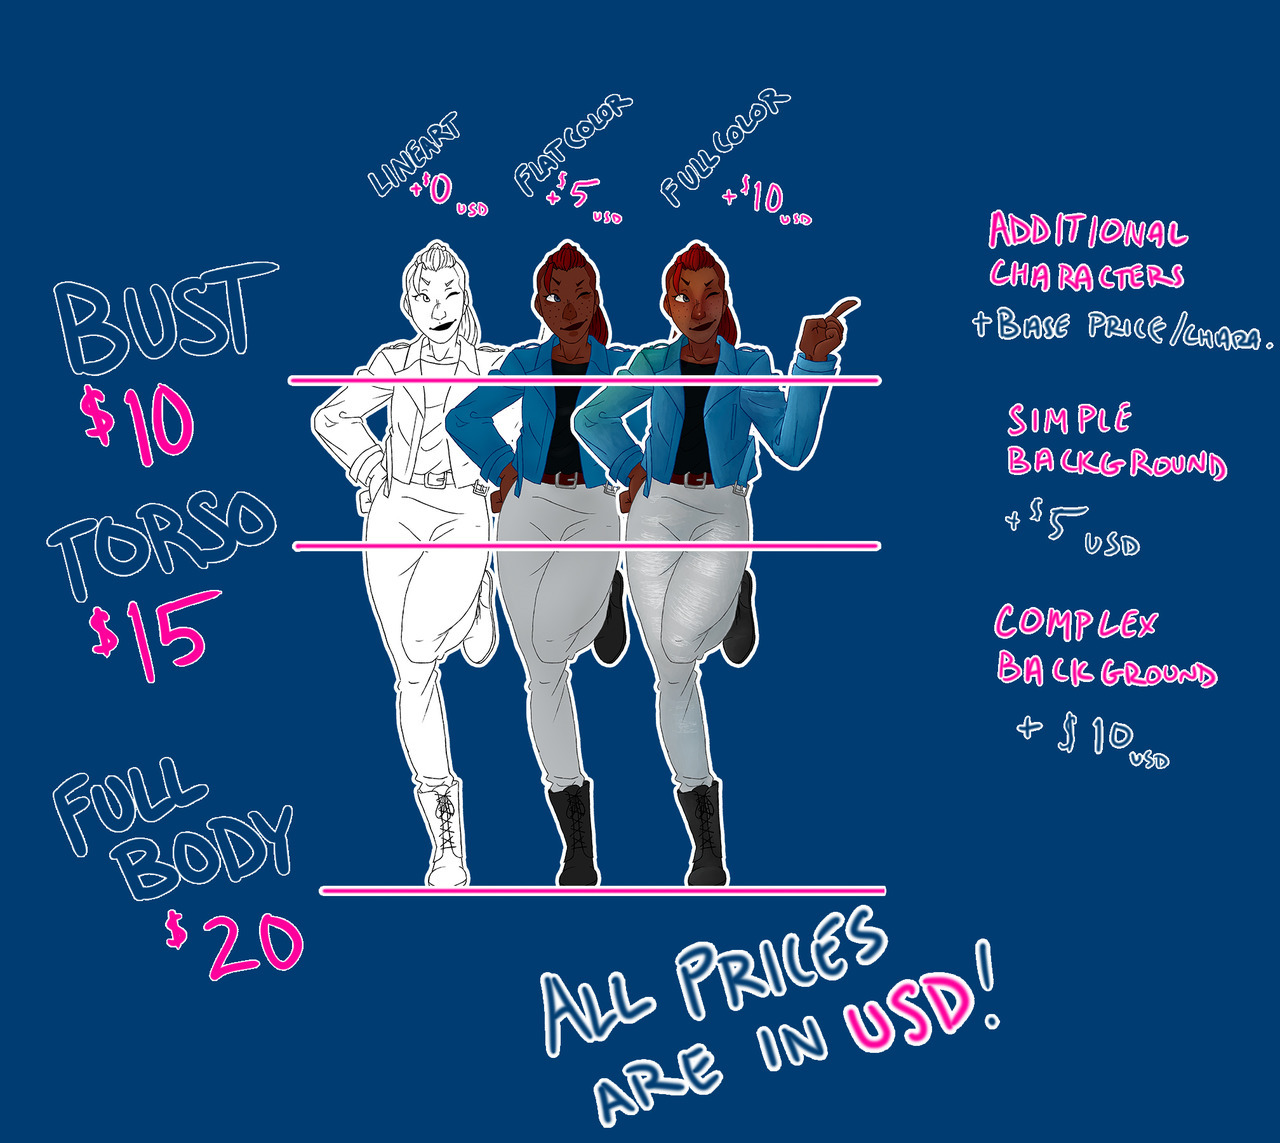 LINEART
+$0 USD
FLAT COLOR
+$5 USD
FULL COLOR
+$10 USD
BUST
$10
TORSO
$15
FULL
BODY
$20
ADDITIONAL
CHARACTERS
+BASE PRICE/CHARA.
SIMPLE
BACKGROUND
+$5 USD
COMPLEX
BACKGROUND
+ $10 USD
ALL PRICES
ARE IN USD!